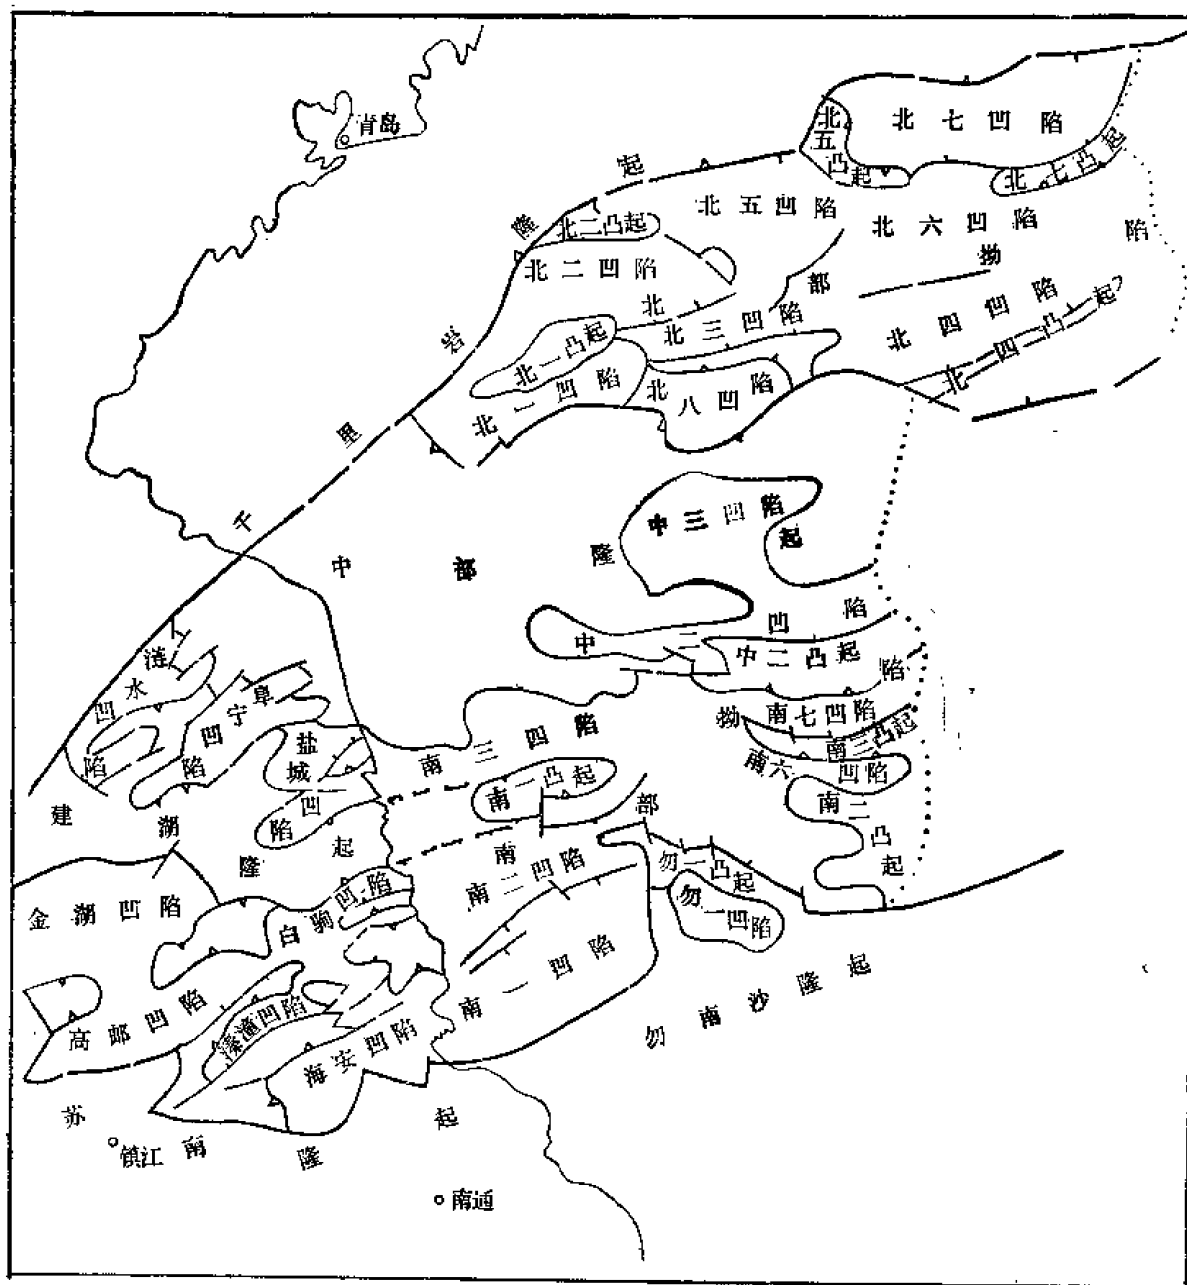 青岛
北七凹陷
北五凸起
北七凸起
千里岩隆起
北五凹陷
北六凹陷
北二凸起
北二凹陷
北部拗陷
北三凹陷
北四凹陷
北一凸起
北一凹陷
北八凹陷
北四二凸起
中三凹陷
中部隆起
中二凹陷
中二凸起
涟水凹陷
阜宁凹陷
盐城凹陷
南部拗陷
南七凹陷
南三凸起
南六凹陷
南三四陷
南一凸起
南二凸起
建湖隆起
金湖凹陷
白驹凹陷
南二凹陷
勿一凸起
勿一凹陷
高邮凹陷
溱潼凹陷
海安凹陷
南一凹陷
勿南沙隆起
苏南隆起
镇江
南通